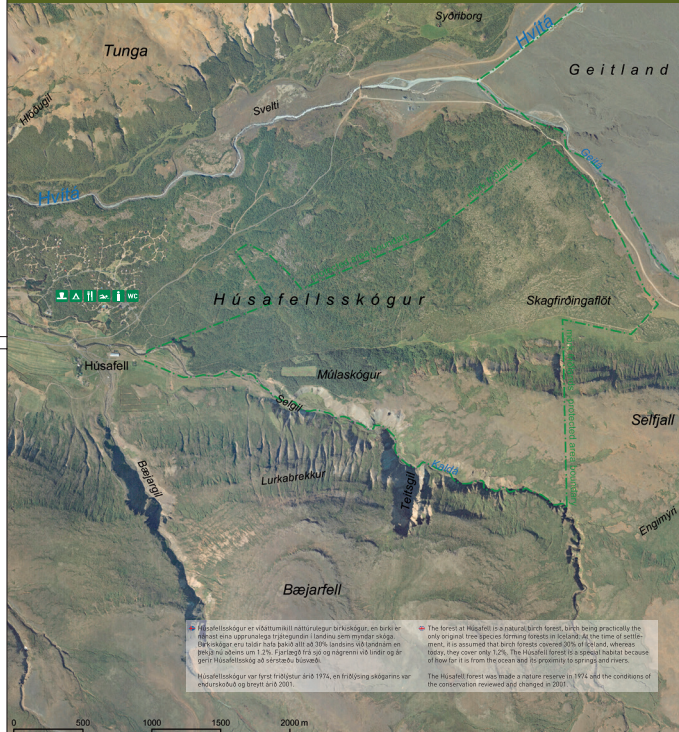 Syðriborg
Hvítá
Tunga
Geitland
Hlöðugil
Svelti
Geitá
Hvítá
WC
Húsafellsskógur
Skagfirðingaflöt
Húsafell
Múlaskógur
Selgil
Selfjall
Kaldá
Bæjargil
Lurkabrekkur
Teitsgil
Engimýri
Bæjarfell
Húsafellsskógur er víðáttumikill náttúrulegur birkiskógur, en birki er
nánast eina upprunalega trjátegundin í landinu sem myndar skóga.
Birkiskógar eru taldir hafa þakið allt að 30% landsins við landnám en
þekja nú aðeins um 1.2%. Fjarlægð frá sjó og nágrenni við lindir og ár
gerir Húsafellsskóg að sérstæðu búsvæði.
Húsafellsskógur var fyrst friðlýstur árið 1974, en friðlýsing skógarins var
endurskoðuð og breytt árið 2001.
The forest at Húsafell is a natural birch forest, birch being practically the
only original tree species forming forests in Iceland. At the time of settle-
ment, it is assumed that birch forests covered 30% of Iceland, whereas
today, they cover only 1,2%. The Húsafell forest is a special habitat because
of how far it is from the ocean and its proximity to springs and rivers.
The Húsafell forest was made a nature reserve in 1974 and the conditions of
the conservation reviewed and changed in 2001.
0 500 1000 1500 2000 m